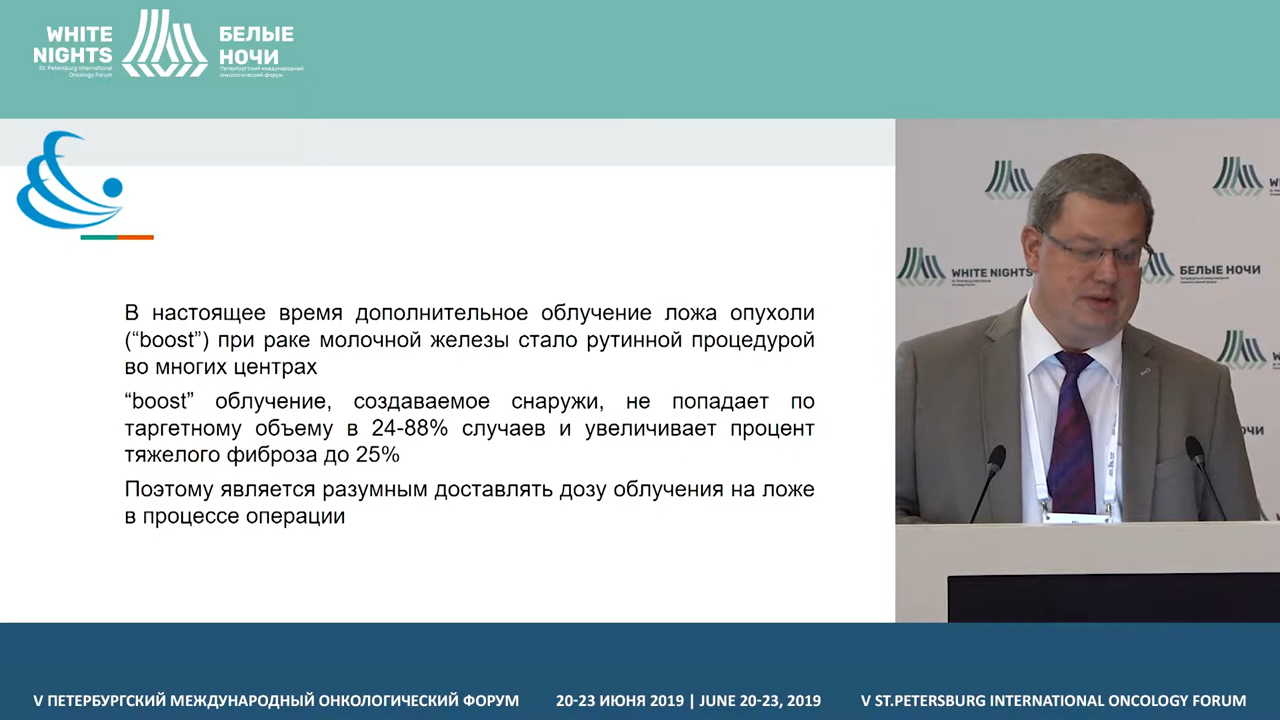 WHITE
NIGHTS
St. Petersburg International
Oncology Forum
БЕЛЫЕ
НОЧИ
Петербургский международный
онкологический форум
В настоящее время дополнительное облучение ложа опухоли
(“boost”) при раке молочной железы стало рутинной процедурой
во многих центрах
“boost” облучение, создаваемое снаружи, не попадает по
таргетному объему в 24-88% случаев и увеличивает процент
тяжелого фиброза до 25%
Поэтому является разумным доставлять дозу облучения на ложе
в процессе операции
WHITE NIGHTS
БЕЛЫЕ НОЧИ
V ПЕТЕРБУРГСКИЙ МЕЖДУНАРОДНЫЙ ОНКОЛОГИЧЕСКИЙ ФОРУМ
20-23 ИЮНЯ 2019 | JUNE 20-23, 2019
V ST.PETERSBURG INTERNATIONAL ONCOLOGY FORUM